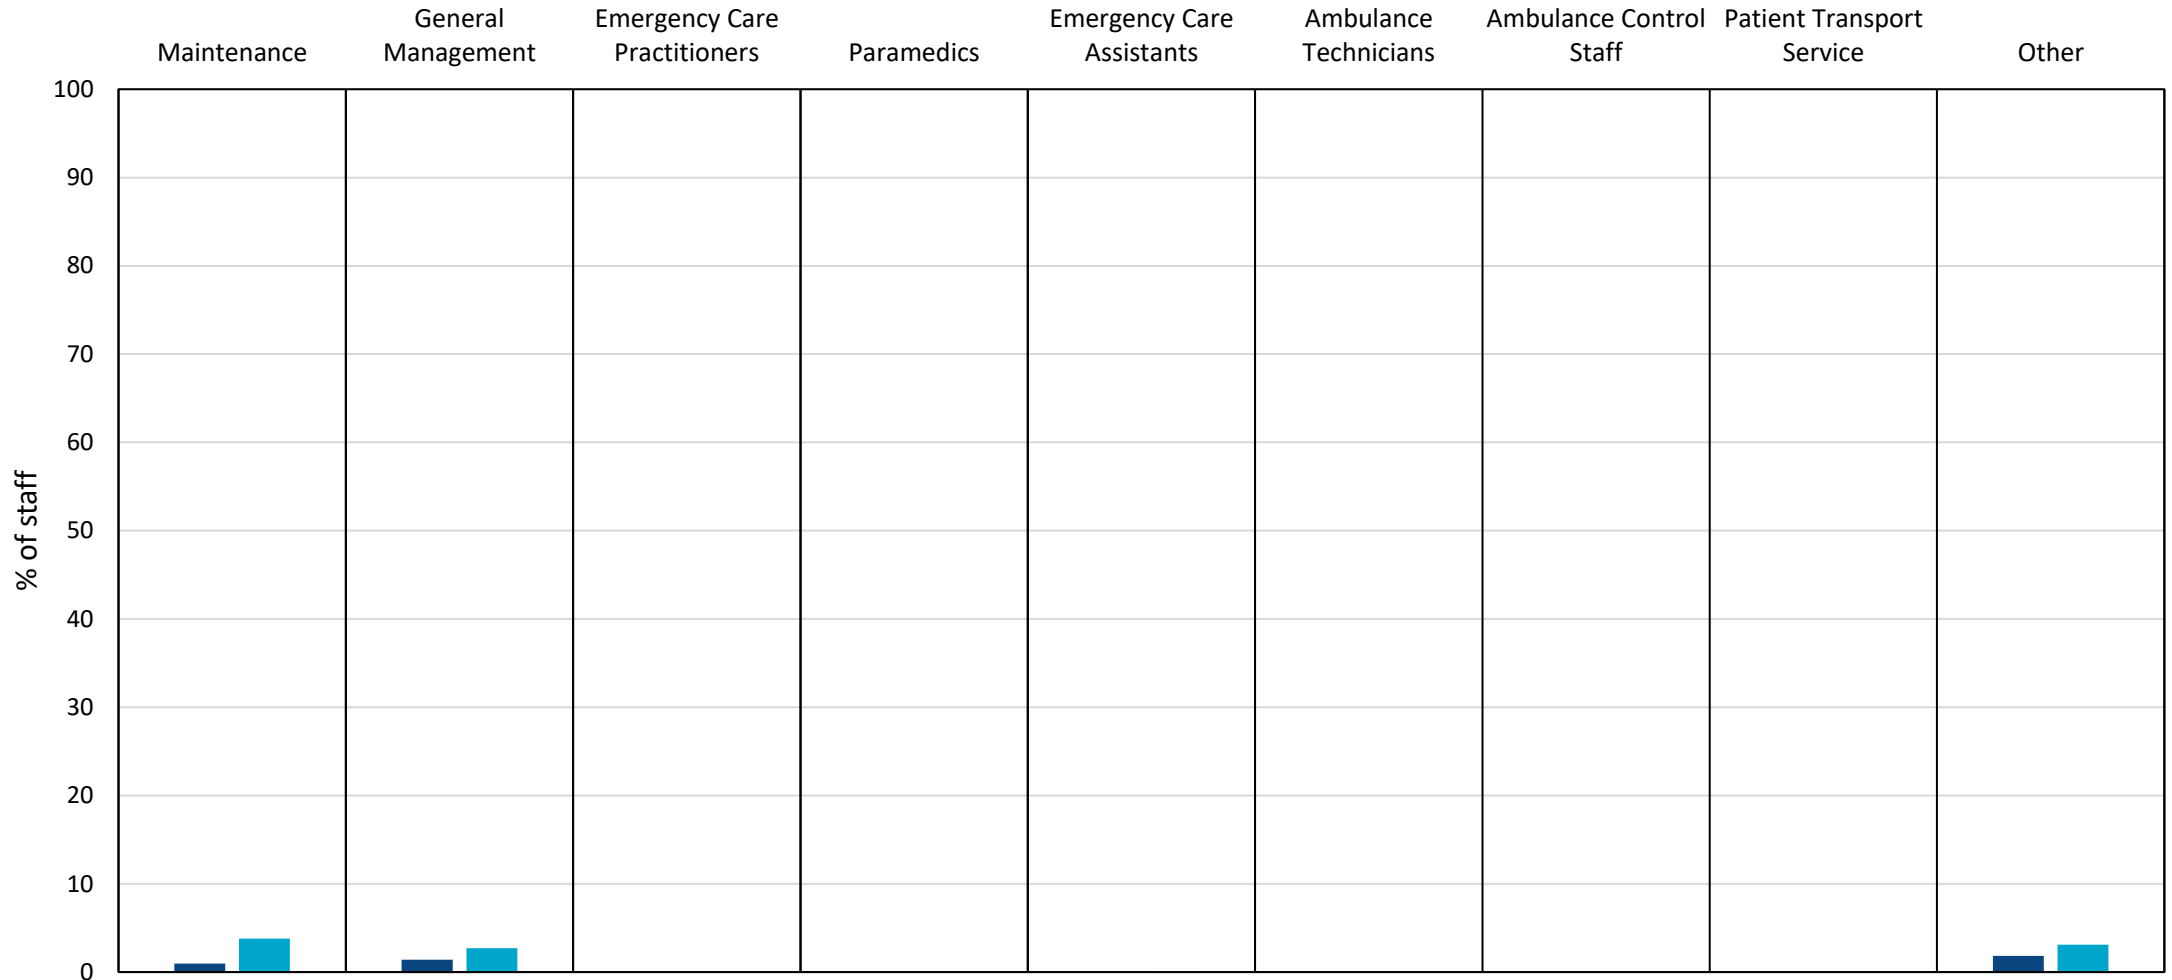 General
Emergency Care
Emergency Care
Ambulance
Ambulance Control
Patient Transport
Maintenance
Management
Practitioners
Paramedics
Assistants
Technicians
Staff
Service
Other
100
90
80
70
60
50
40
30
20
10
0
% of staff